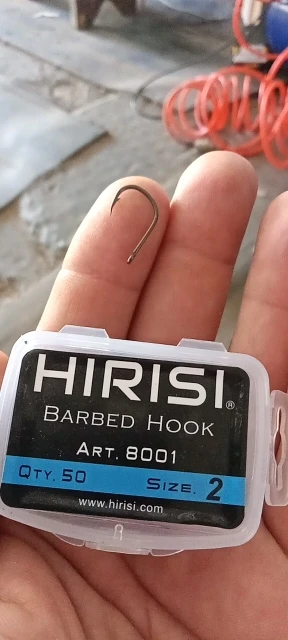 HIRISI®
BARBED HOOK
ART. 8001
QTY. 50 SIZE. 2
www.hirisi.com